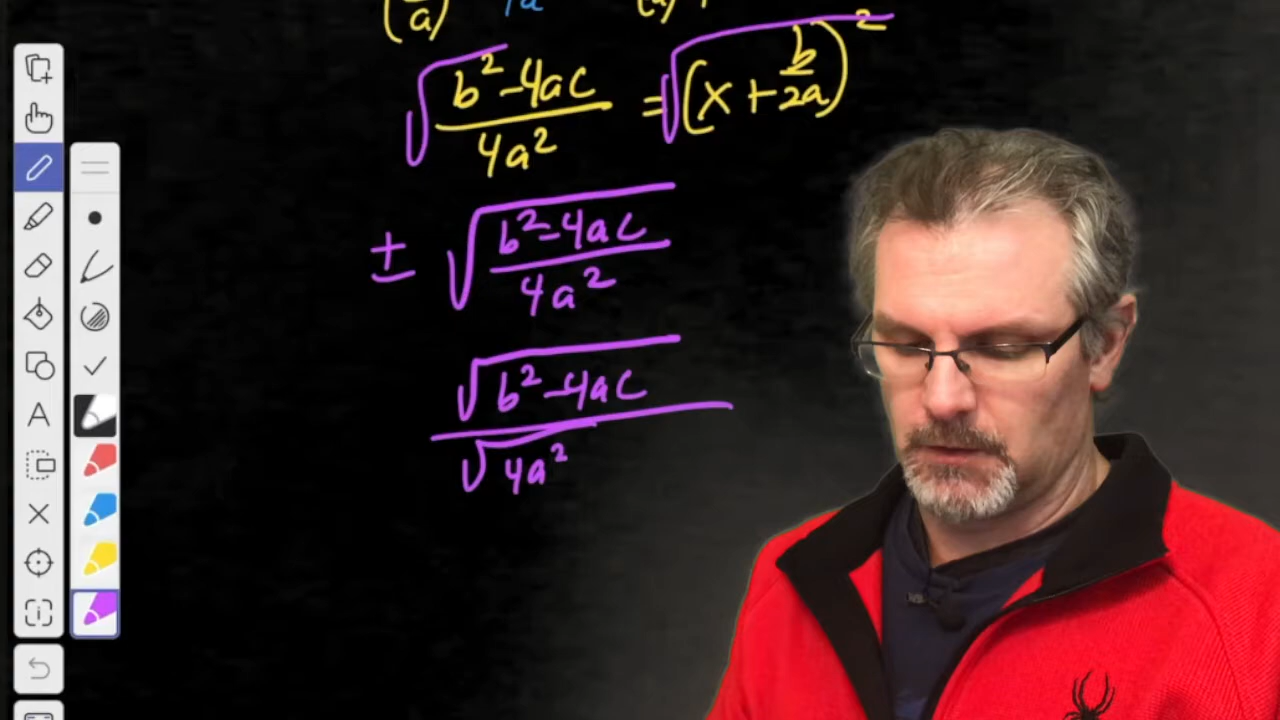 √(b²-4ac)/(4a²) = √(x + b/2a)²
± √(b²-4ac)/(4a²)
√(b²-4ac)
√(4a²)
A